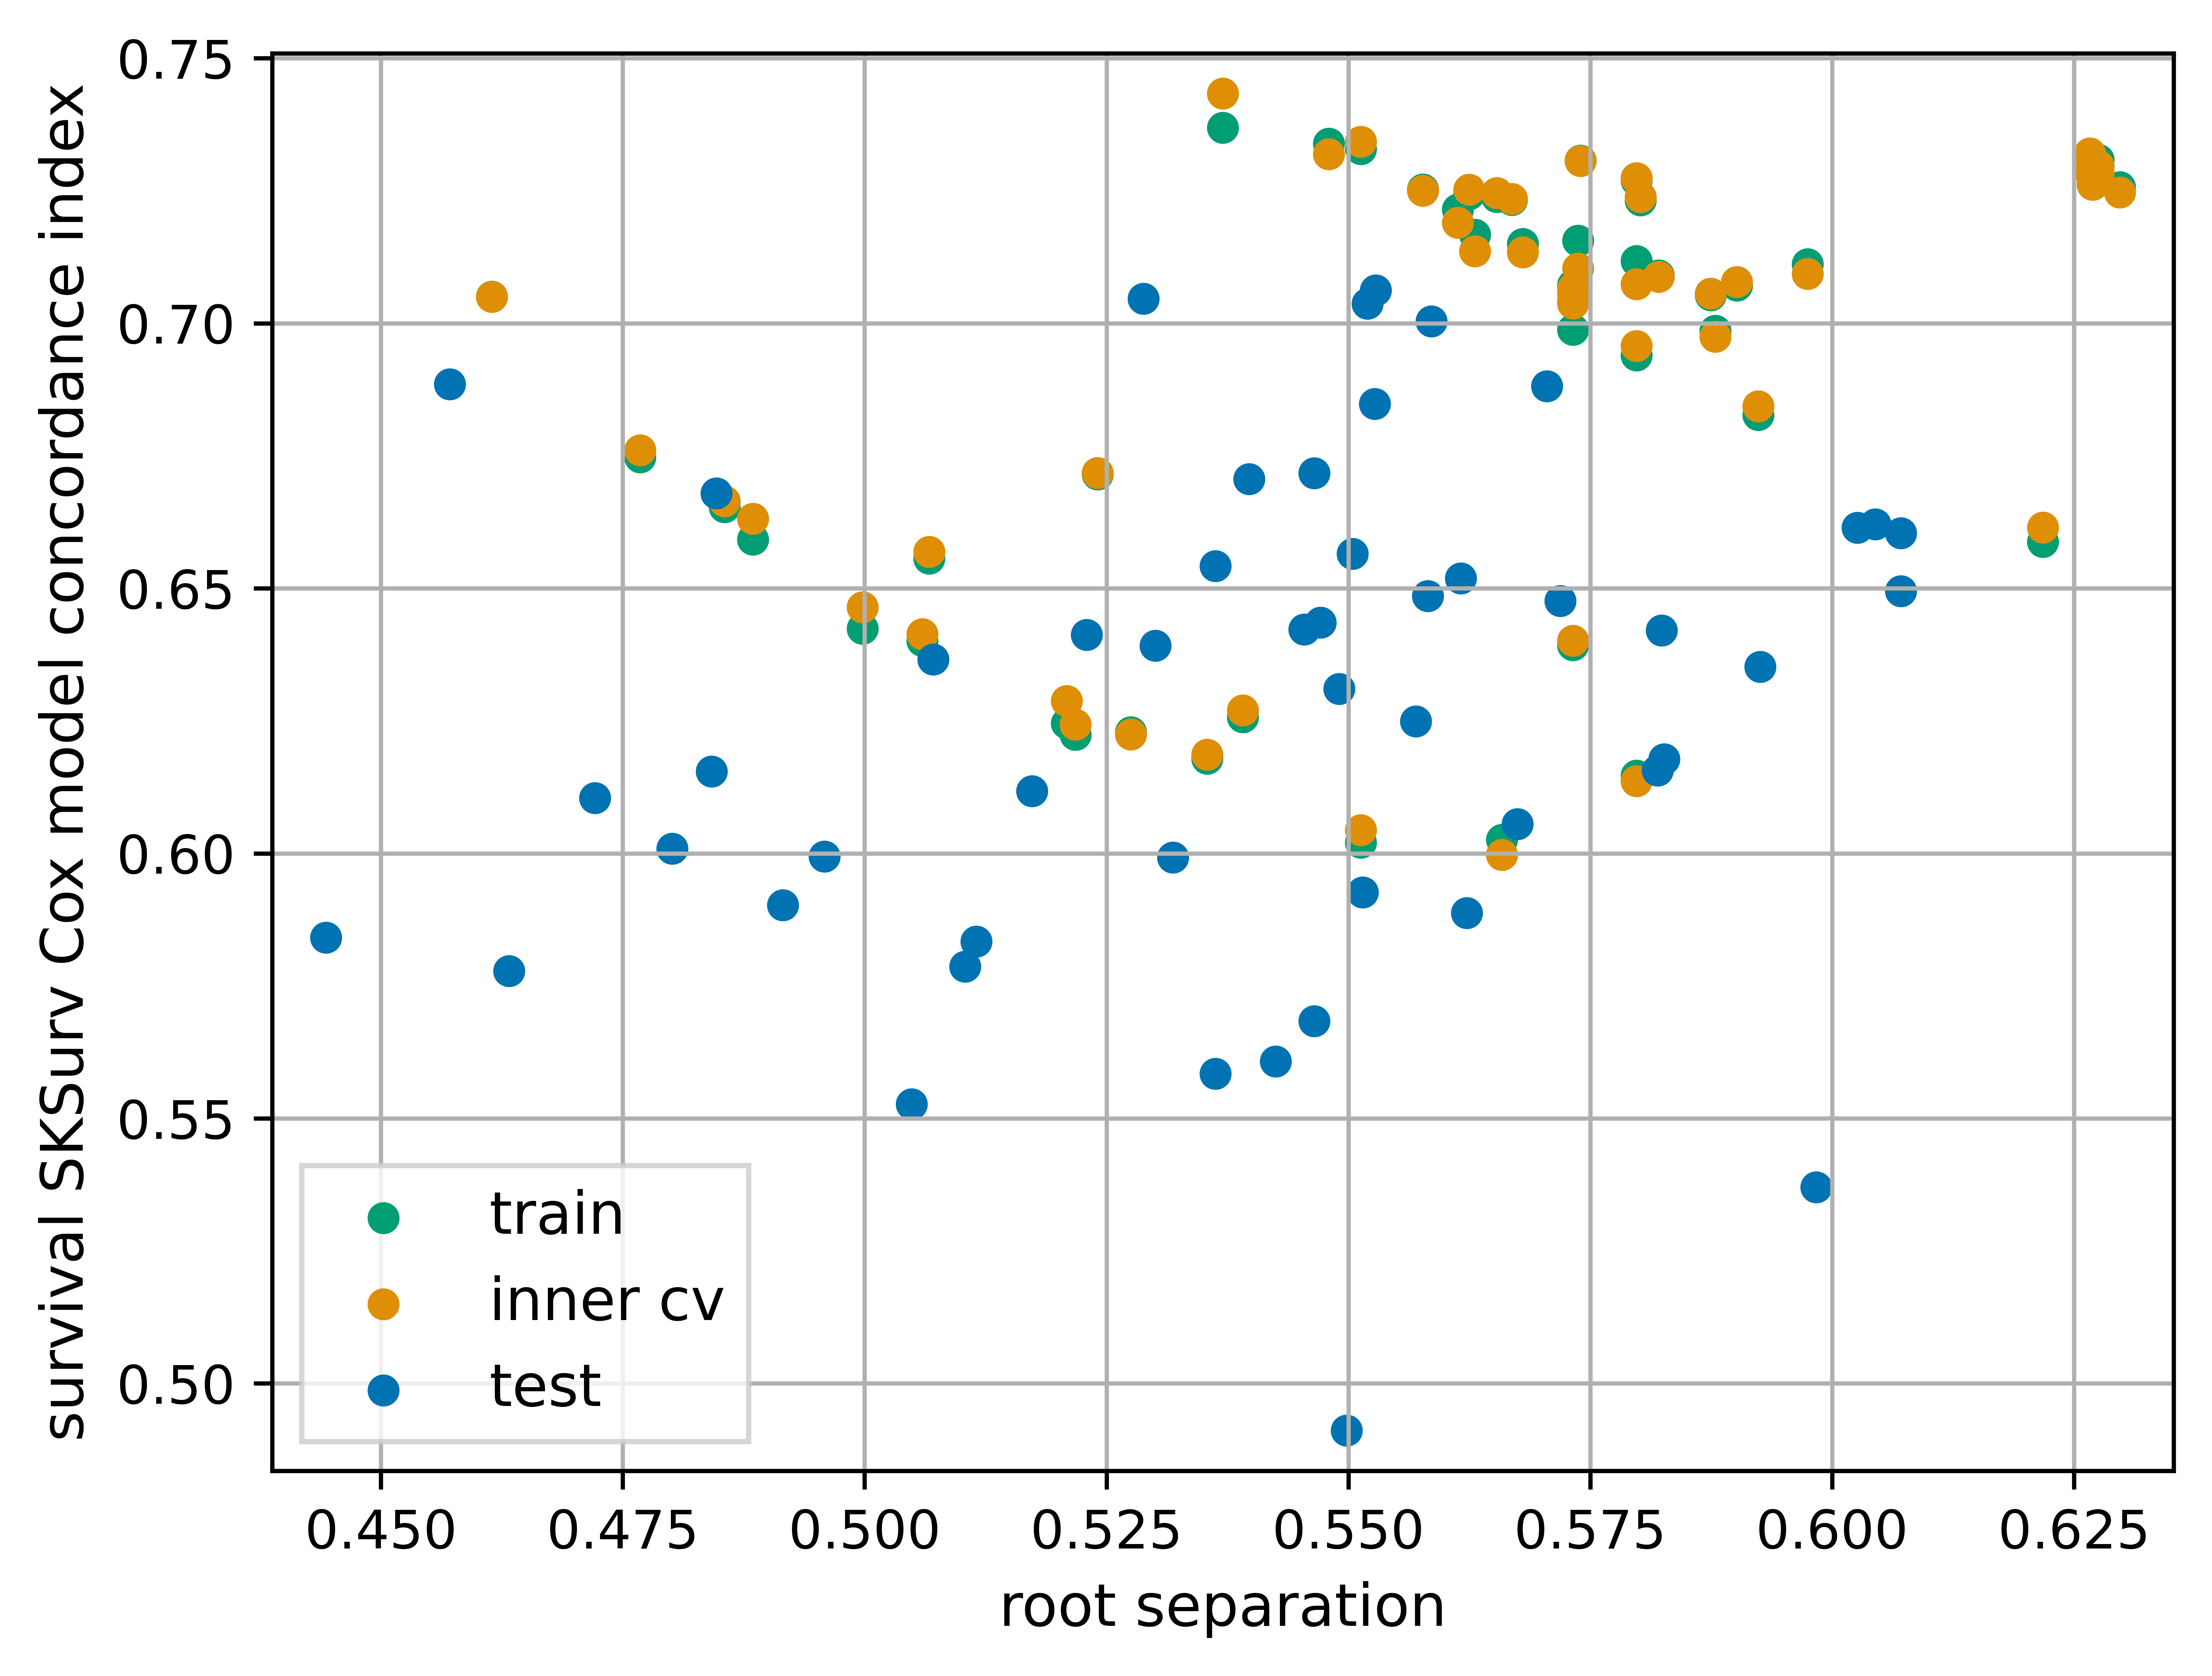 survival SKSurv Cox model concordance index
0.75
0.70
0.65
0.60
0.55
0.50
train
inner cv
test
0.450 0.475 0.500 0.525 0.550 0.575 0.600 0.625
root separation